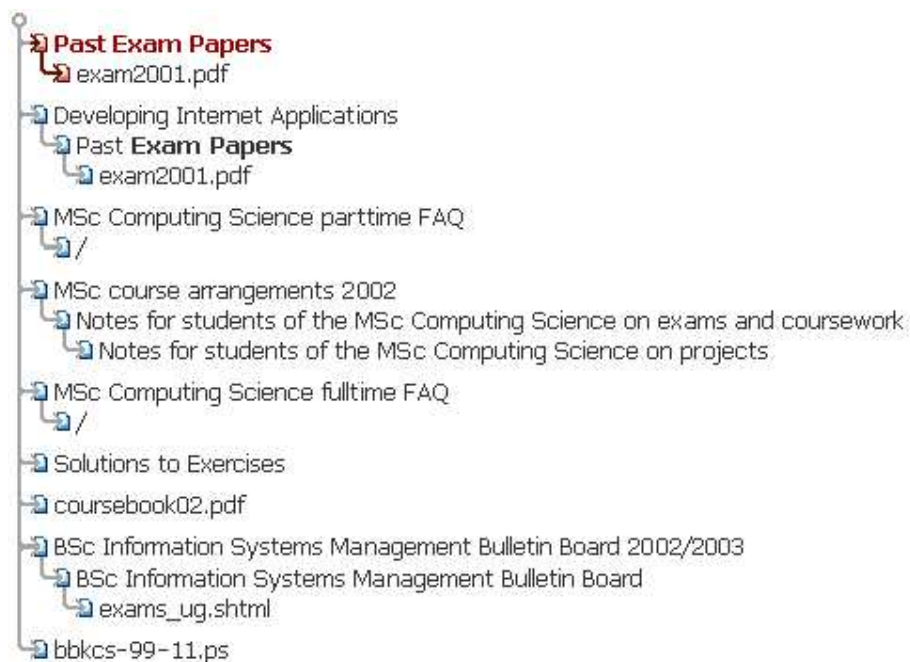 Past Exam Papers
exam2001.pdf
Developing Internet Applications
Past Exam Papers
exam2001.pdf
MSc Computing Science parttime FAQ
/
MSc course arrangements 2002
Notes for students of the MSc Computing Science on exams and coursework
Notes for students of the MSc Computing Science on projects
MSc Computing Science fulltime FAQ
/
Solutions to Exercises
coursebook02.pdf
BSc Information Systems Management Bulletin Board 2002/2003
BSc Information Systems Management Bulletin Board
exams_ug.shtml
bbkcs-99-11.ps